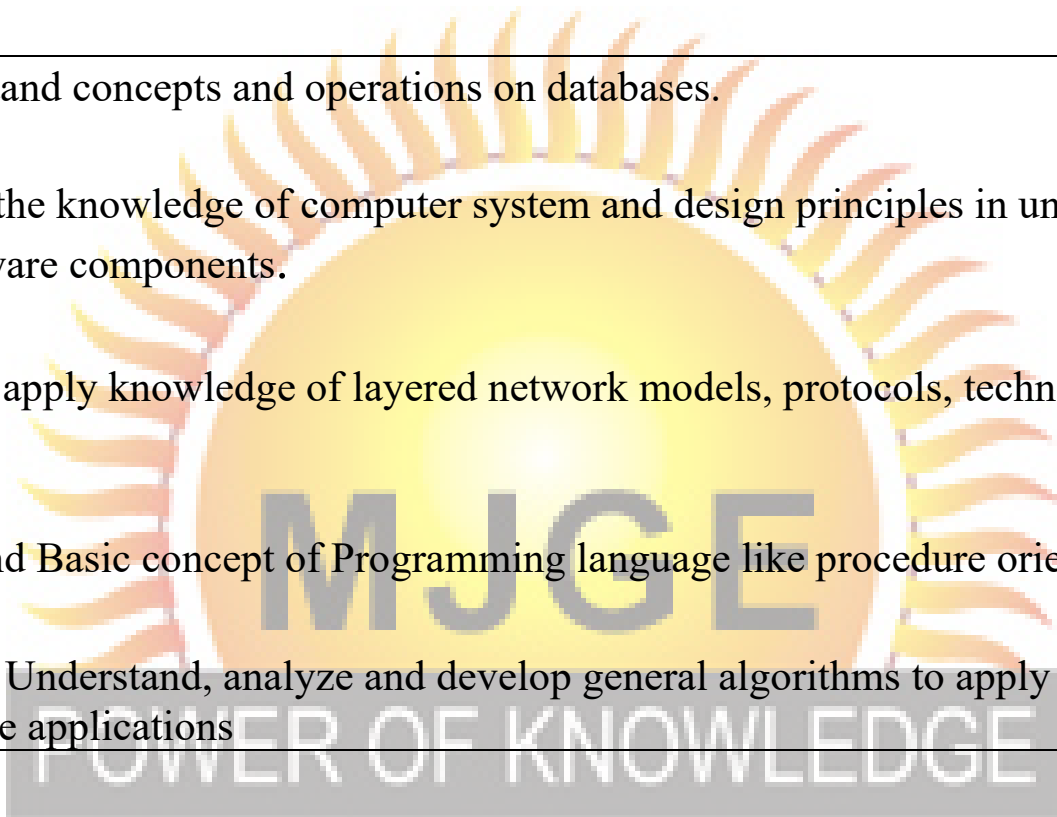 and concepts and operations on databases.
the knowledge of computer system and design principles in un
ware components.
apply knowledge of layered network models, protocols, techn
nd Basic concept of Programming language like procedure orie
MJGE
Understand, analyze and develop general algorithms to apply
e applications
POWER OF KNOWLEDGE